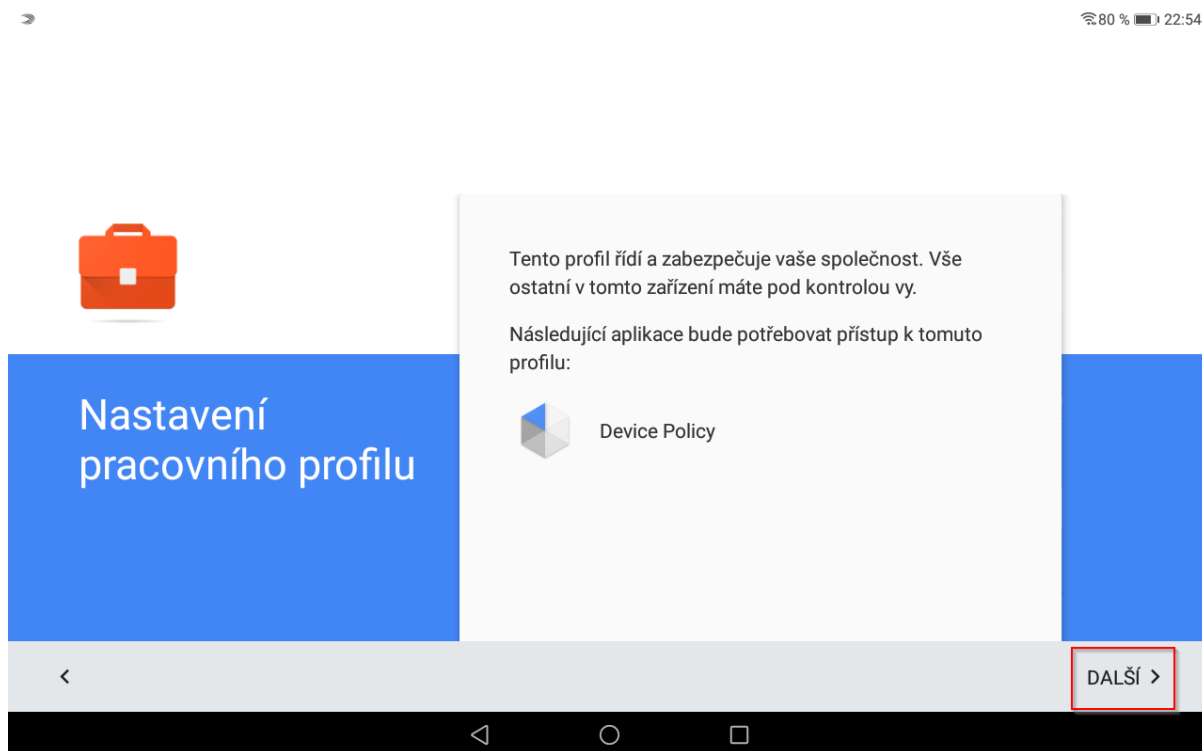 80 % 22:54
Tento profil řídí a zabezpečuje vaše společnost. Vše
ostatní v tomto zařízení máte pod kontrolou vy.
Následující aplikace bude potřebovat přístup k tomuto
profilu:
Device Policy
Nastavení
pracovního profilu
DALŠÍ